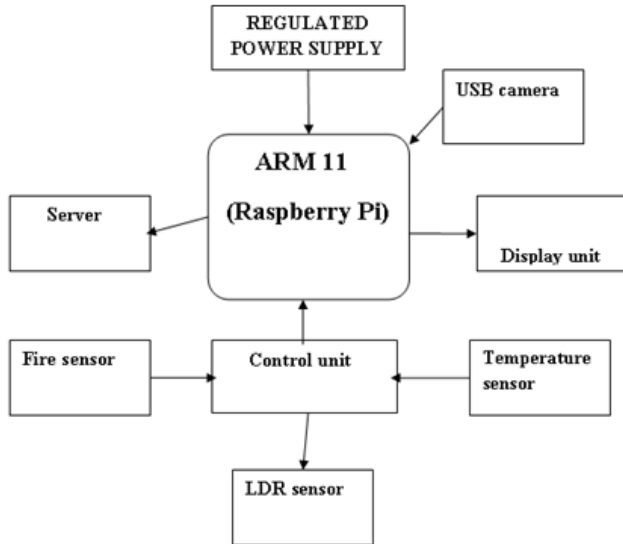 REGULATED
POWER SUPPLY
USB camera
ARM 11
(Raspberry Pi)
Server
Display unit
Fire sensor
Control unit
Temperature
sensor
LDR sensor